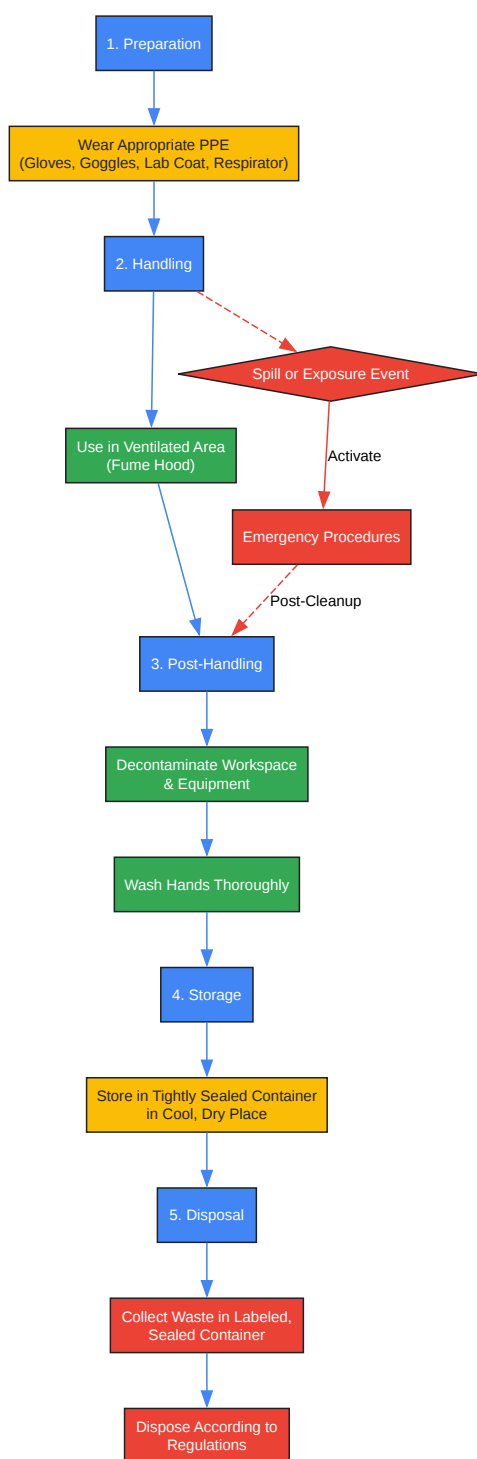 1. Preparation
Wear Appropriate PPE
(Gloves, Goggles, Lab Coat, Respirator)
2. Handling
Spill or Exposure Event
Use in Ventilated Area
(Fume Hood)
Activate
Emergency Procedures
Post-Cleanup
3. Post-Handling
Decontaminate Workspace
& Equipment
Wash Hands Thoroughly
4. Storage
Store in Tightly Sealed Container
in Cool, Dry Place
5. Disposal
Collect Waste in Labeled,
Sealed Container
Dispose According to
Regulations